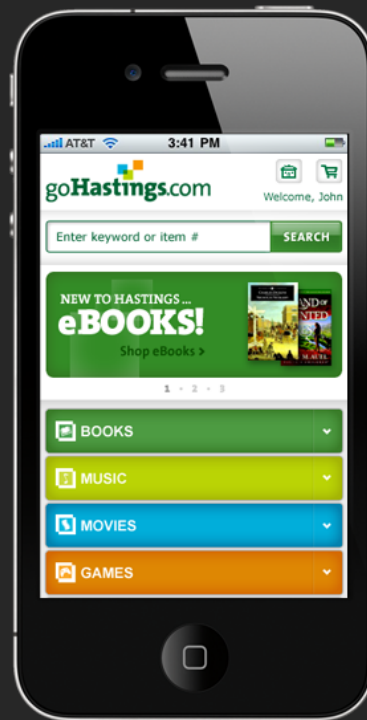 AT&T 3:41 PM
goHastings.com
Welcome, John
Enter keyword or item # SEARCH
NEW TO HASTINGS ...
eBOOKS!
Shop eBooks >
1 - 2 - 3
BOOKS
MUSIC
MOVIES
GAMES